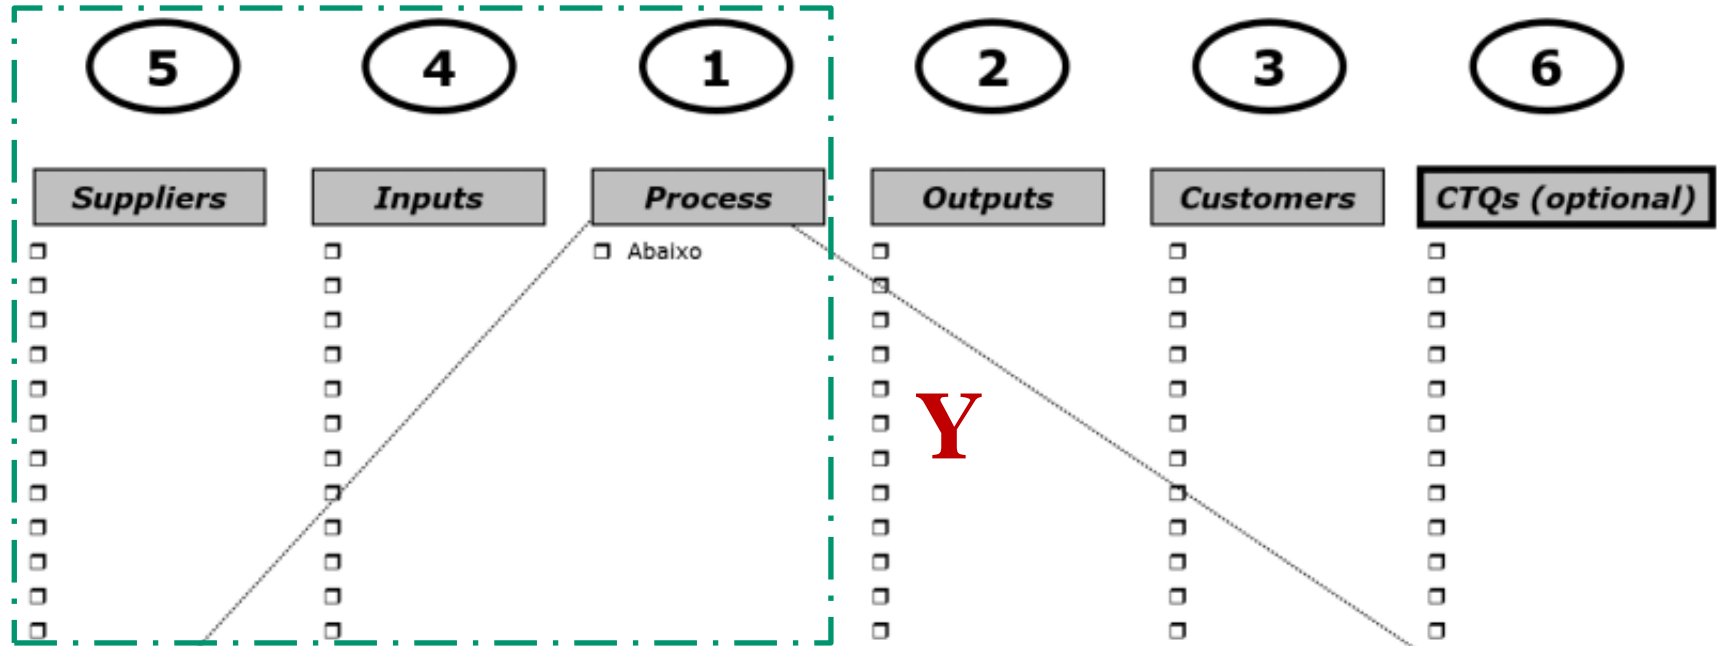 5 4 1 2 3 6
Suppliers Inputs Process Outputs Customers CTQs (optional)
Abaixo
Y